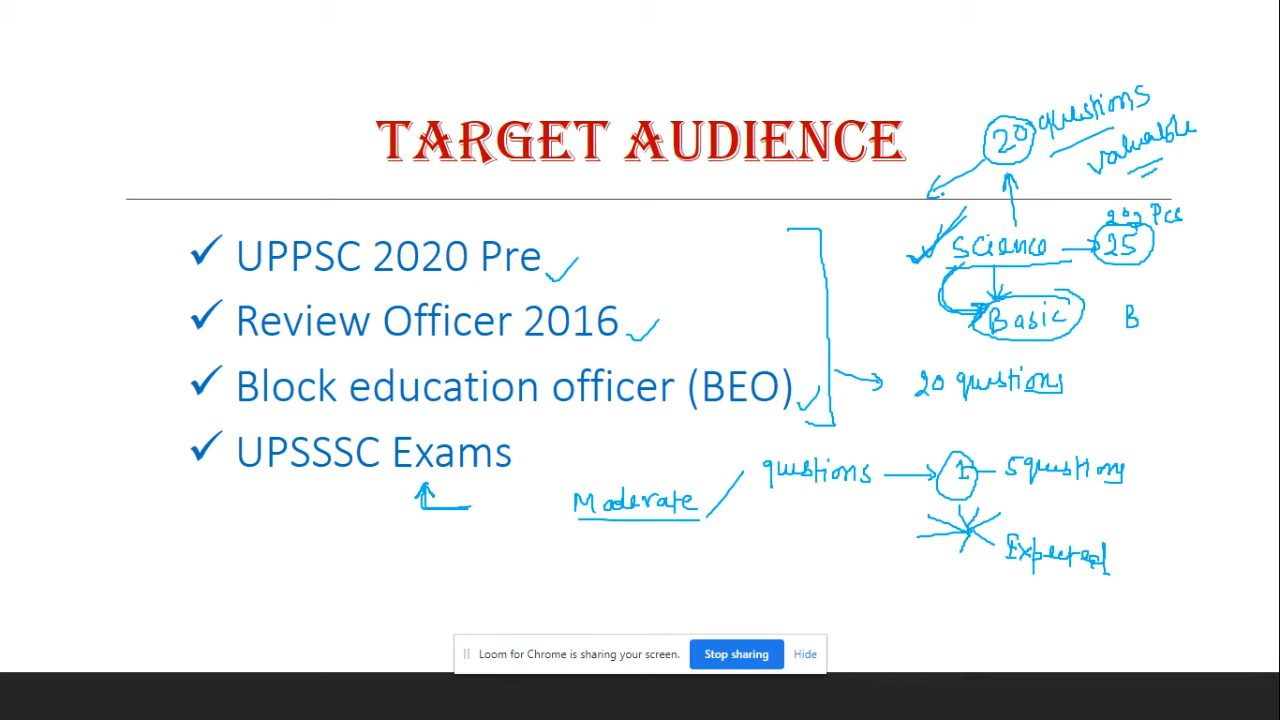 TARGET AUDIENCE
20 questions
valuable
✓ UPPSC 2020 Pre
Science → 25
✓ Review Officer 2016
Basic B
✓ Block education officer (BEO)
20 questions
✓ UPSSSC Exams
Moderate
questions → 1 - 5 questions
Expected
Loom for Chrome is sharing your screen. Stop sharing Hide